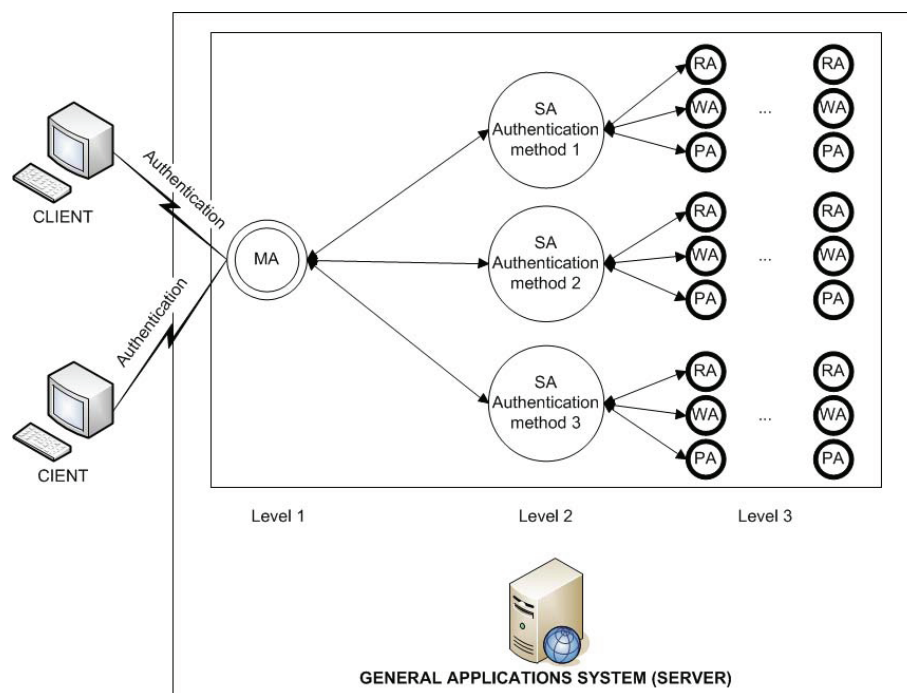 CLIENT
Authentication
CIENT
Authentication
MA
SA
Authentication
method 1
RA
WA
PA
...
RA
WA
PA
SA
Authentication
method 2
RA
WA
PA
...
RA
WA
PA
SA
Authentication
method 3
RA
WA
PA
...
RA
WA
PA
Level 1
Level 2
Level 3
GENERAL APPLICATIONS SYSTEM (SERVER)